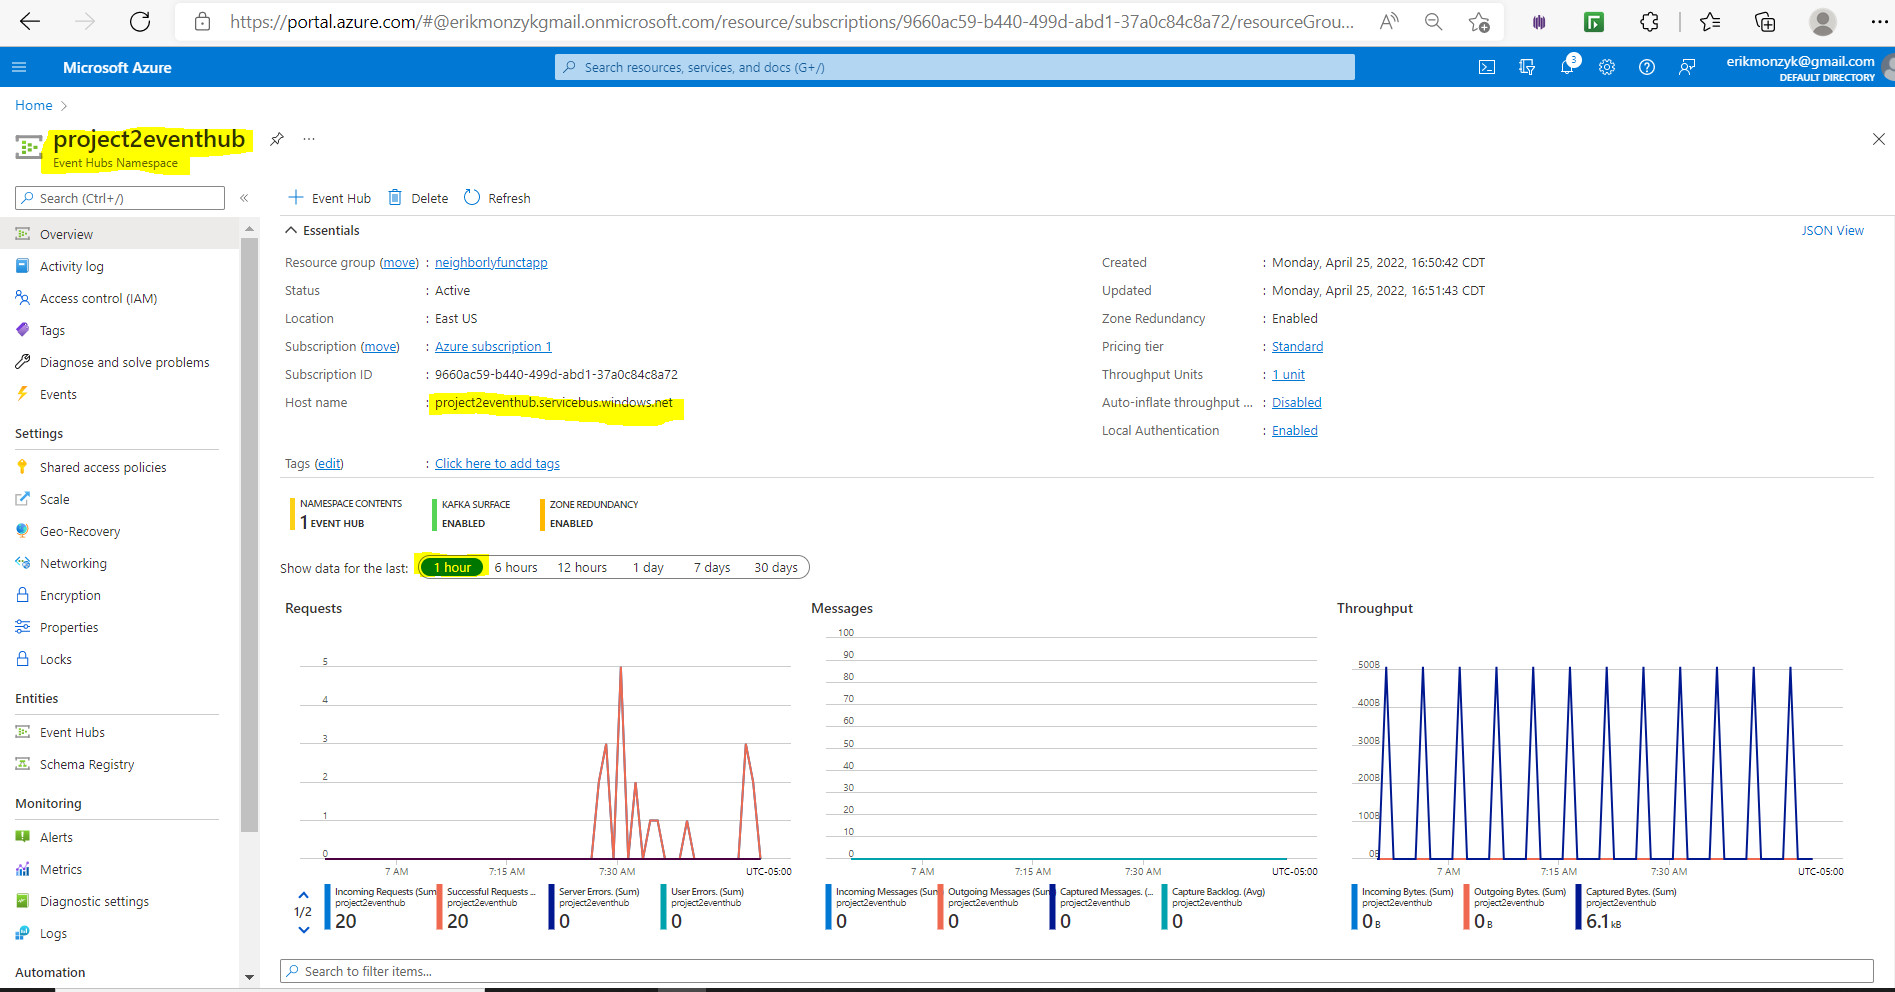 https://portal.azure.com/#@erikmonzykgmail.onmicrosoft.com/resource/subscriptions/9660ac59-b440-499d-abd1-37a0c84c8a72/resourceGrou...
Microsoft Azure
Search resources, services, and docs (G+/)
3
erikmonzyk@gmail.com
DEFAULT DIRECTORY
Home >
project2eventhub
Event Hubs Namespace
Search (Ctrl+/)
«
Overview
Activity log
Access control (IAM)
Tags
Diagnose and solve problems
Events
Settings
Shared access policies
Scale
Geo-Recovery
Networking
Encryption
Properties
Locks
Entities
Event Hubs
Schema Registry
Monitoring
Alerts
Metrics
Diagnostic settings
Logs
Automation
Event Hub Delete Refresh
Essentials
JSON View
Resource group (move) : neighborlyfunctapp
Status : Active
Location : East US
Subscription (move) : Azure subscription 1
Subscription ID : 9660ac59-b440-499d-abd1-37a0c84c8a72
Host name : project2eventhub.servicebus.windows.net
Created : Monday, April 25, 2022, 16:50:42 CDT
Updated : Monday, April 25, 2022, 16:51:43 CDT
Zone Redundancy : Enabled
Pricing tier : Standard
Throughput Units : 1 unit
Auto-inflate throughput ... : Disabled
Local Authentication : Enabled
Tags (edit) : Click here to add tags
NAMESPACE CONTENTS
1 EVENT HUB
KAFKA SURFACE
ENABLED
ZONE REDUNDANCY
ENABLED
Show data for the last: 1 hour 6 hours 12 hours 1 day 7 days 30 days
Requests
5
4
3
2
1
0
7 AM 7:15 AM 7:30 AM UTC-05:00
1/2
Incoming Requests (Sum)
project2eventhub
20
Successful Requests ...
project2eventhub
20
Server Errors. (Sum)
project2eventhub
0
User Errors. (Sum)
project2eventhub
0
Messages
100
90
80
70
60
50
40
30
20
10
0
7 AM 7:15 AM 7:30 AM UTC-05:00
Incoming Messages (Sum)
project2eventhub
0
Outgoing Messages (Sum)
project2eventhub
0
Captured Messages. (...
project2eventhub
0
Capture Backlog. (Avg)
project2eventhub
0
Throughput
500B
400B
300B
200B
100B
0B
7 AM 7:15 AM 7:30 AM UTC-05:00
Incoming Bytes. (Sum)
project2eventhub
0 B
Outgoing Bytes. (Sum)
project2eventhub
0 B
Captured Bytes. (Sum)
project2eventhub
6.1 kB
Search to filter items...